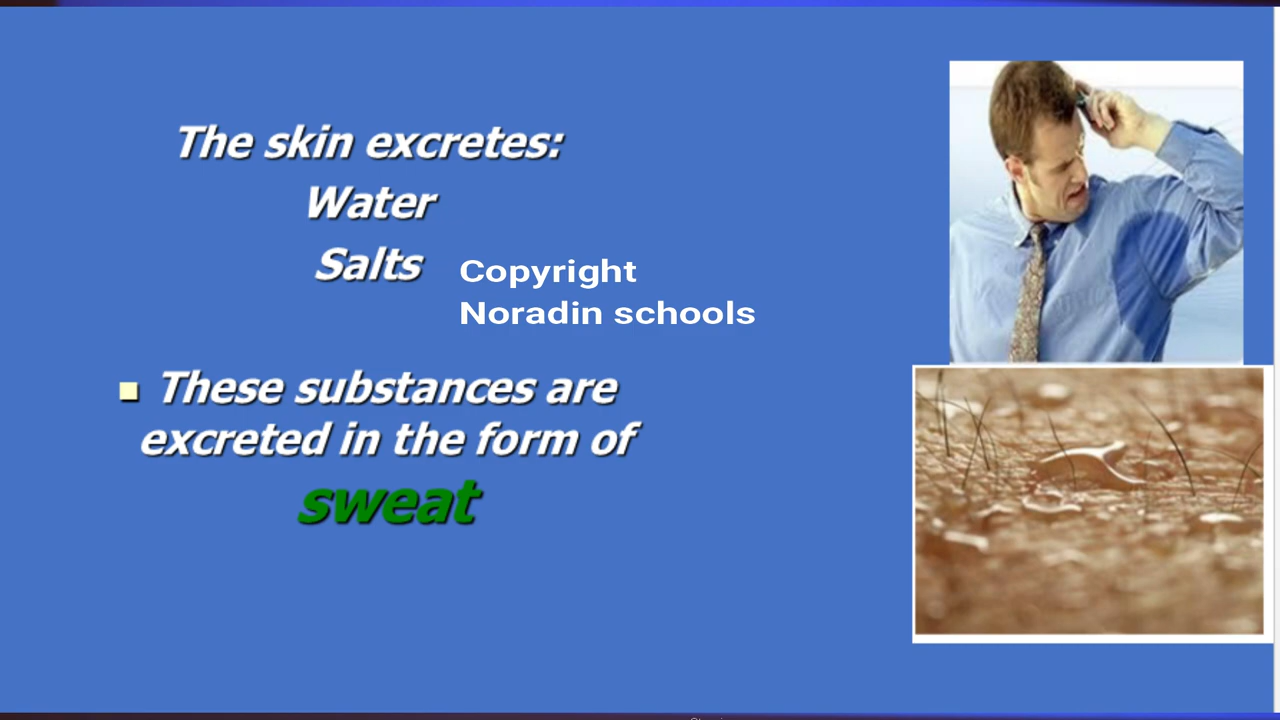 The skin excretes:
Water
Salts
Copyright
Noradin schools
These substances are
excreted in the form of
sweat